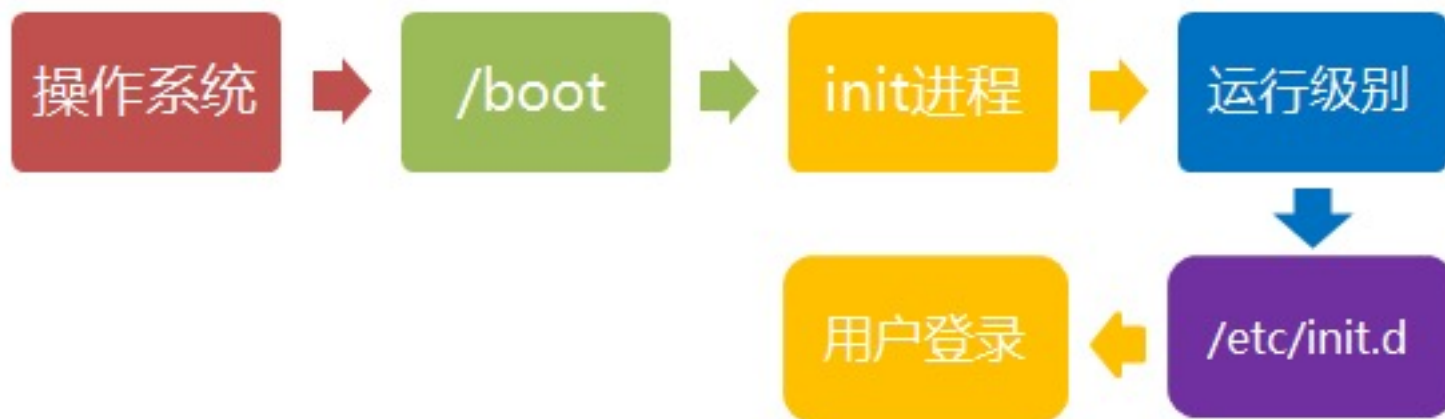 操作系统
/boot
init进程
运行级别
/etc/init.d
用户登录